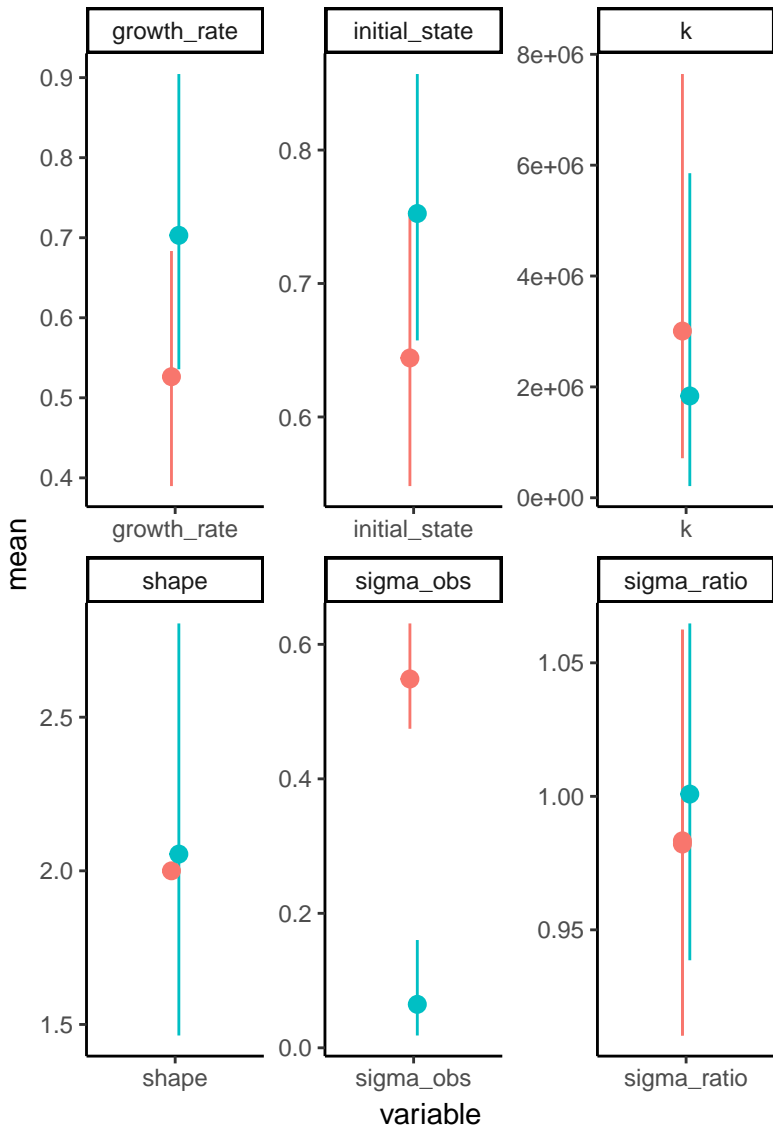 growth_rate
initial_state
k
0.9
0.8
0.7
0.6
0.5
0.4
0.8
0.7
0.6
8e+06
6e+06
4e+06
2e+06
0e+00
growth_rate
initial_state
k
mean
shape
sigma_obs
sigma_ratio
2.5
2.0
1.5
0.6
0.4
0.2
0.0
1.05
1.00
0.95
shape
sigma_obs
sigma_ratio
variable